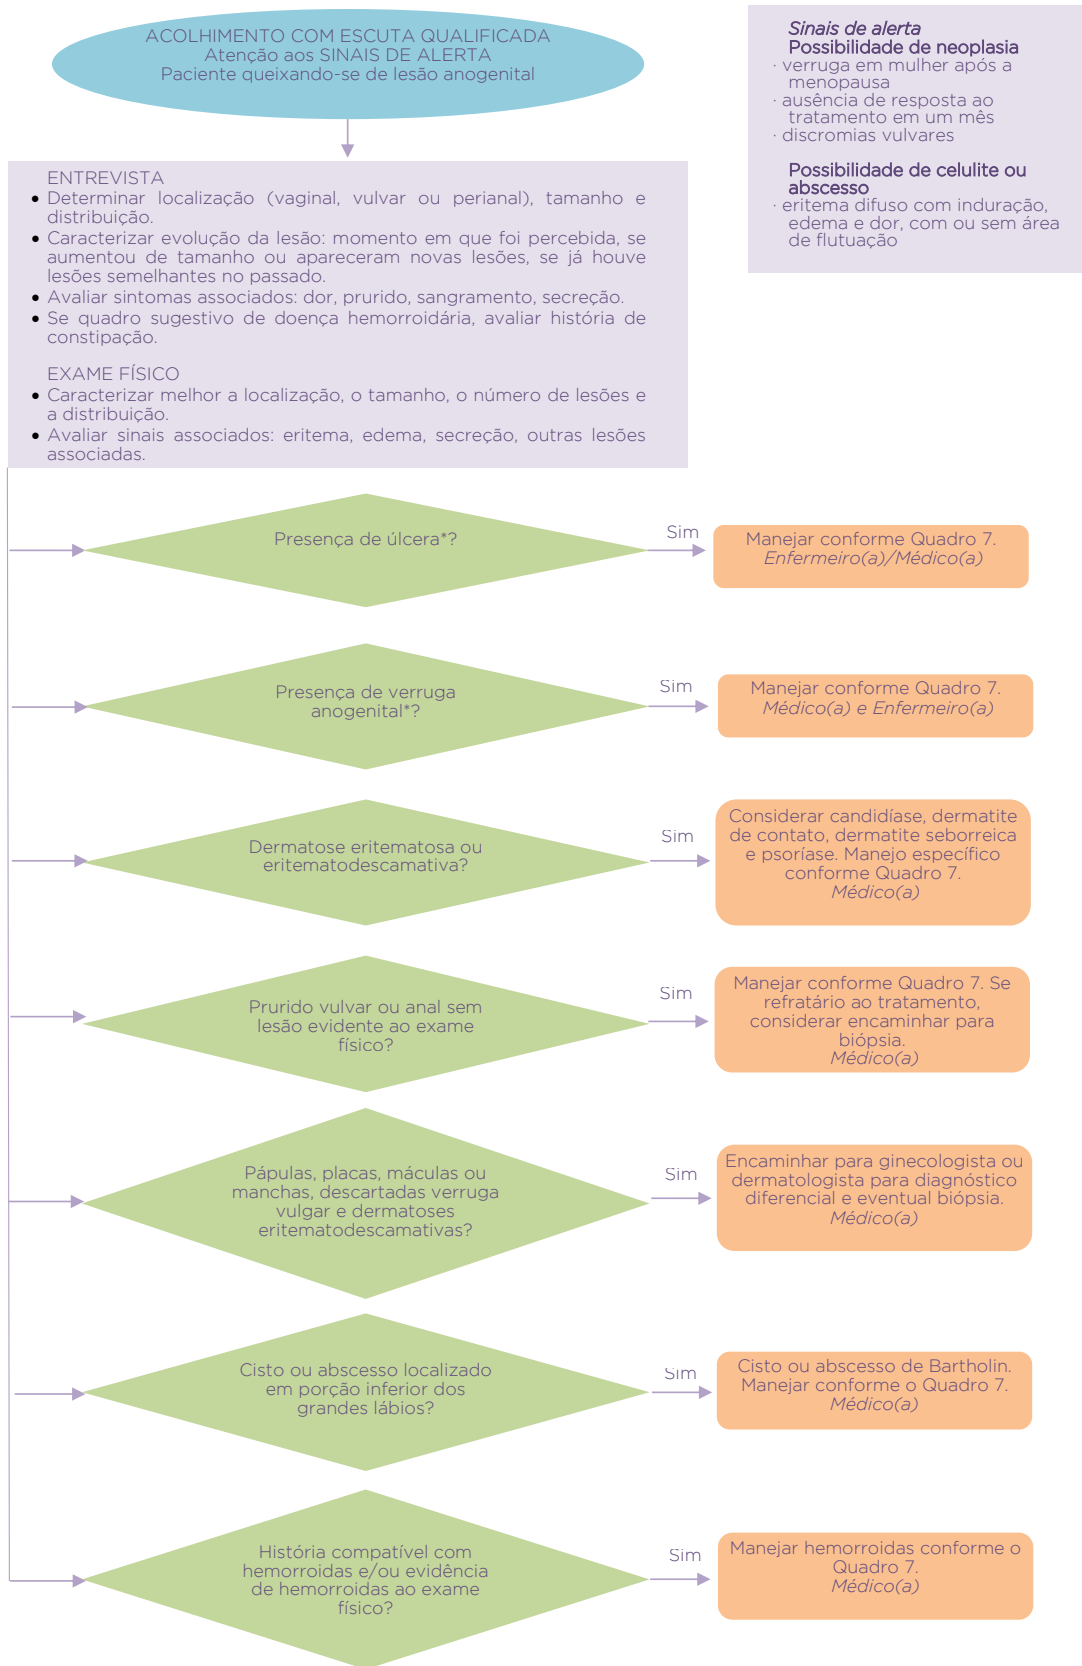 ACOLHIMENTO COM ESCUTA QUALIFICADA
Atenção aos SINAIS DE ALERTA
Paciente queixando-se de lesão anogenital
Sinais de alerta
Possibilidade de neoplasia
· verruga em mulher após a
menopausa
· ausência de resposta ao
tratamento em um mês
· discromias vulvares
Possibilidade de celulite ou
abscesso
· eritema difuso com induração,
edema e dor, com ou sem área
de flutuação
ENTREVISTA
• Determinar localização (vaginal, vulvar ou perianal), tamanho e
distribuição.
• Caracterizar evolução da lesão: momento em que foi percebida, se
aumentou de tamanho ou apareceram novas lesões, se já houve
lesões semelhantes no passado.
• Avaliar sintomas associados: dor, prurido, sangramento, secreção.
• Se quadro sugestivo de doença hemorroidária, avaliar história de
constipação.
EXAME FÍSICO
• Caracterizar melhor a localização, o tamanho, o número de lesões e
a distribuição.
• Avaliar sinais associados: eritema, edema, secreção, outras lesões
associadas.
Presença de úlcera*?
Sim
Manejar conforme Quadro 7.
Enfermeiro(a)/Médico(a)
Presença de verruga
anogenital*?
Sim
Manejar conforme Quadro 7.
Médico(a) e Enfermeiro(a)
Dermatose eritematosa ou
eritematodescamativa?
Sim
Considerar candidíase, dermatite
de contato, dermatite seborreica
e psoríase. Manejo específico
conforme Quadro 7.
Médico(a)
Prurido vulvar ou anal sem
lesão evidente ao exame
físico?
Sim
Manejar conforme Quadro 7. Se
refratário ao tratamento,
considerar encaminhar para
biópsia.
Médico(a)
Pápulas, placas, máculas ou
manchas, descartadas verruga
vulgar e dermatoses
eritematodescamativas?
Sim
Encaminhar para ginecologista ou
dermatologista para diagnóstico
diferencial e eventual biópsia.
Médico(a)
Cisto ou abscesso localizado
em porção inferior dos
grandes lábios?
Sim
Cisto ou abscesso de Bartholin.
Manejar conforme o Quadro 7.
Médico(a)
História compatível com
hemorroidas e/ou evidência
de hemorroidas ao exame
físico?
Sim
Manejar hemorroidas conforme o
Quadro 7.
Médico(a)